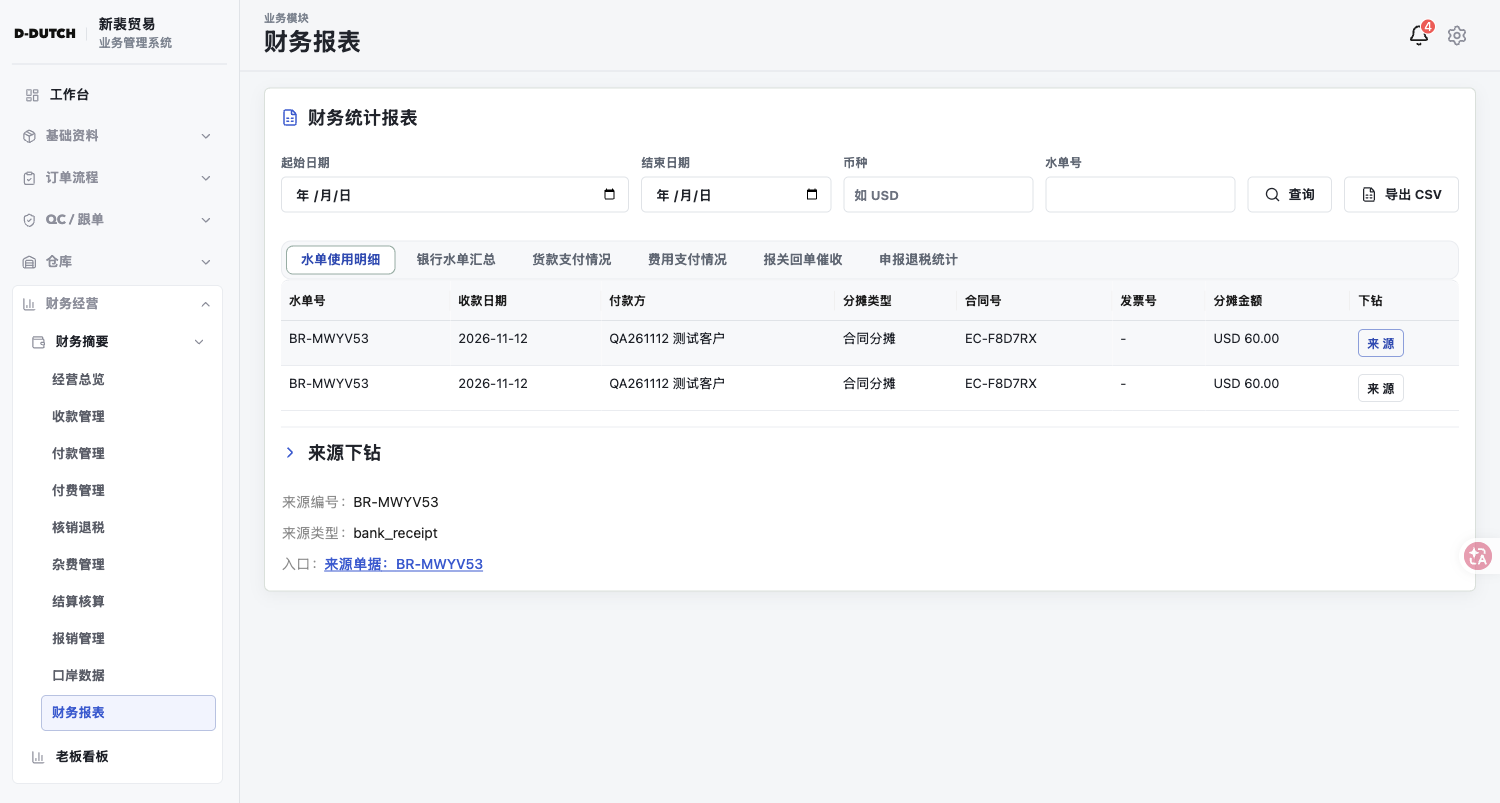 D-DUTCH
新裴贸易
业务管理系统
工作台
基础资料
订单流程
QC / 跟单
仓库
财务经营
财务摘要
经营总览
收款管理
付款管理
付费管理
核销退税
杂费管理
结算核算
报销管理
口岸数据
财务报表
老板看板
业务模块
财务报表
4
财务统计报表
起始日期 结束日期 币种 水单号
年 /月/日 年 /月/日 如 USD 查询 导出 CSV
水单使用明细 银行水单汇总 货款支付情况 费用支付情况 报关回单催收 申报退税统计
水单号 收款日期 付款方 分摊类型 合同号 发票号 分摊金额 下钻
BR-MWYV53 2026-11-12 QA261112 测试客户 合同分摊 EC-F8D7RX - USD 60.00 来 源
BR-MWYV53 2026-11-12 QA261112 测试客户 合同分摊 EC-F8D7RX - USD 60.00 来 源
来源下钻
来源编号： BR-MWYV53
来源类型： bank_receipt
入口： 来源单据： BR-MWYV53